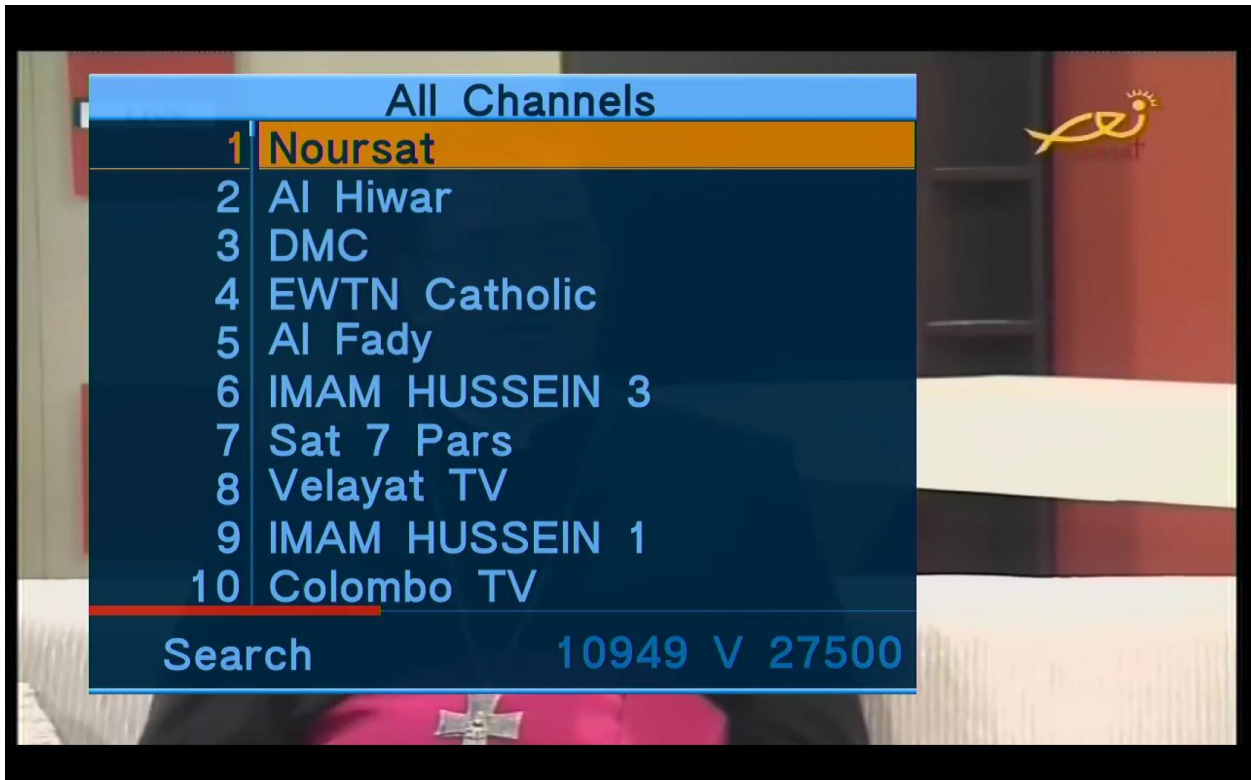 All Channels
1 Noursat
2 Al Hiwar
3 DMC
4 EWTN Catholic
5 Al Fady
6 IMAM HUSSEIN 3
7 Sat 7 Pars
8 Velayat TV
9 IMAM HUSSEIN 1
10 Colombo TV
Search 10949 V 27500